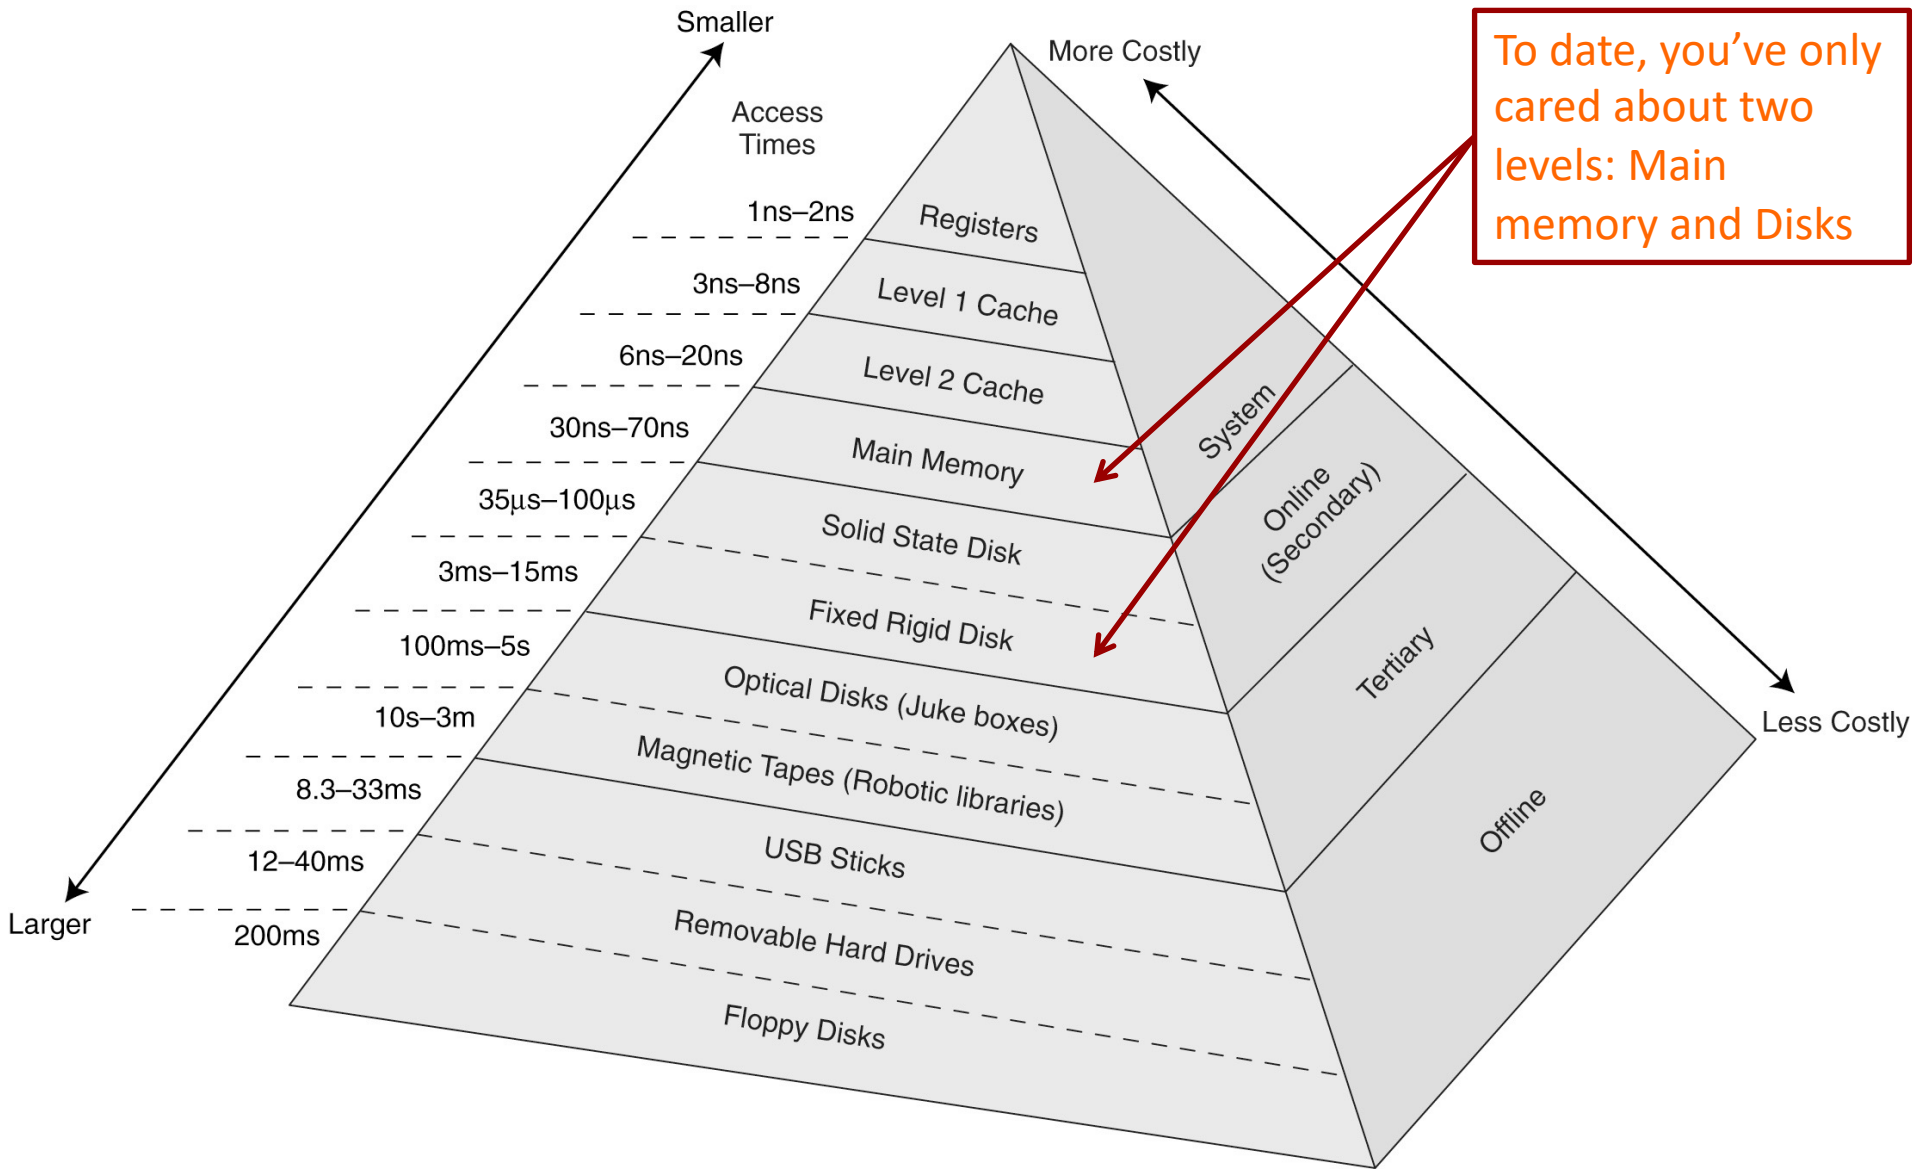 Smaller
More Costly
To date, you’ve only
cared about two
levels: Main
memory and Disks
Access
Times
1ns–2ns
Registers
3ns–8ns
Level 1 Cache
6ns–20ns
Level 2 Cache
30ns–70ns
Main Memory
35μs–100μs
Solid State Disk
3ms–15ms
Fixed Rigid Disk
100ms–5s
Optical Disks (Juke boxes)
10s–3m
Magnetic Tapes (Robotic libraries)
8.3–33ms
USB Sticks
12–40ms
Removable Hard Drives
200ms
Floppy Disks
System
Online
(Secondary)
Tertiary
Offline
Less Costly
Larger